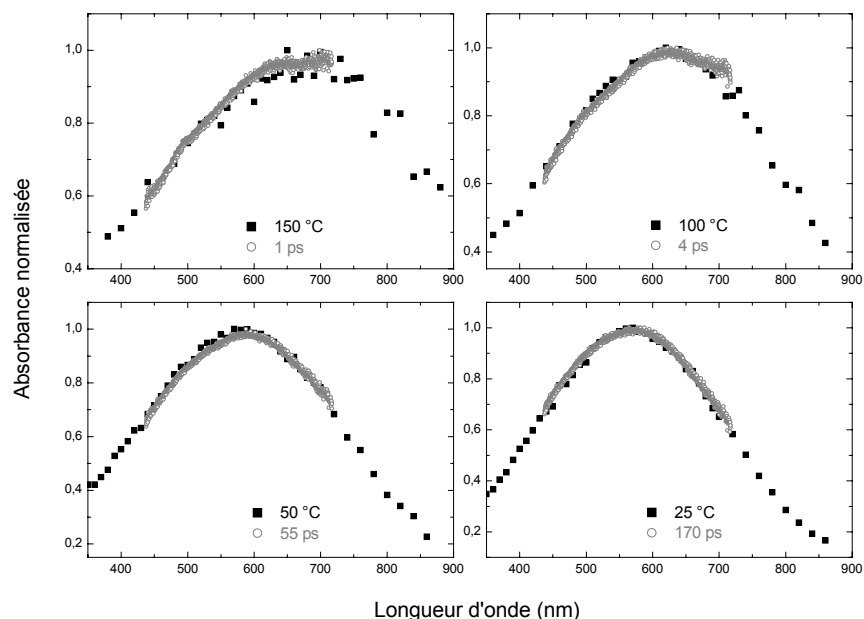 Absorbance normalisée
1,0
0,8
0,6
0,4
400 500 600 700 800 900
■ 150 °C
○ 1 ps
1,0
0,8
0,6
0,4
400 500 600 700 800 900
■ 100 °C
○ 4 ps
1,0
0,8
0,6
0,4
0,2
400 500 600 700 800 900
■ 50 °C
○ 55 ps
1,0
0,8
0,6
0,4
0,2
400 500 600 700 800 900
■ 25 °C
○ 170 ps
Longueur d'onde (nm)